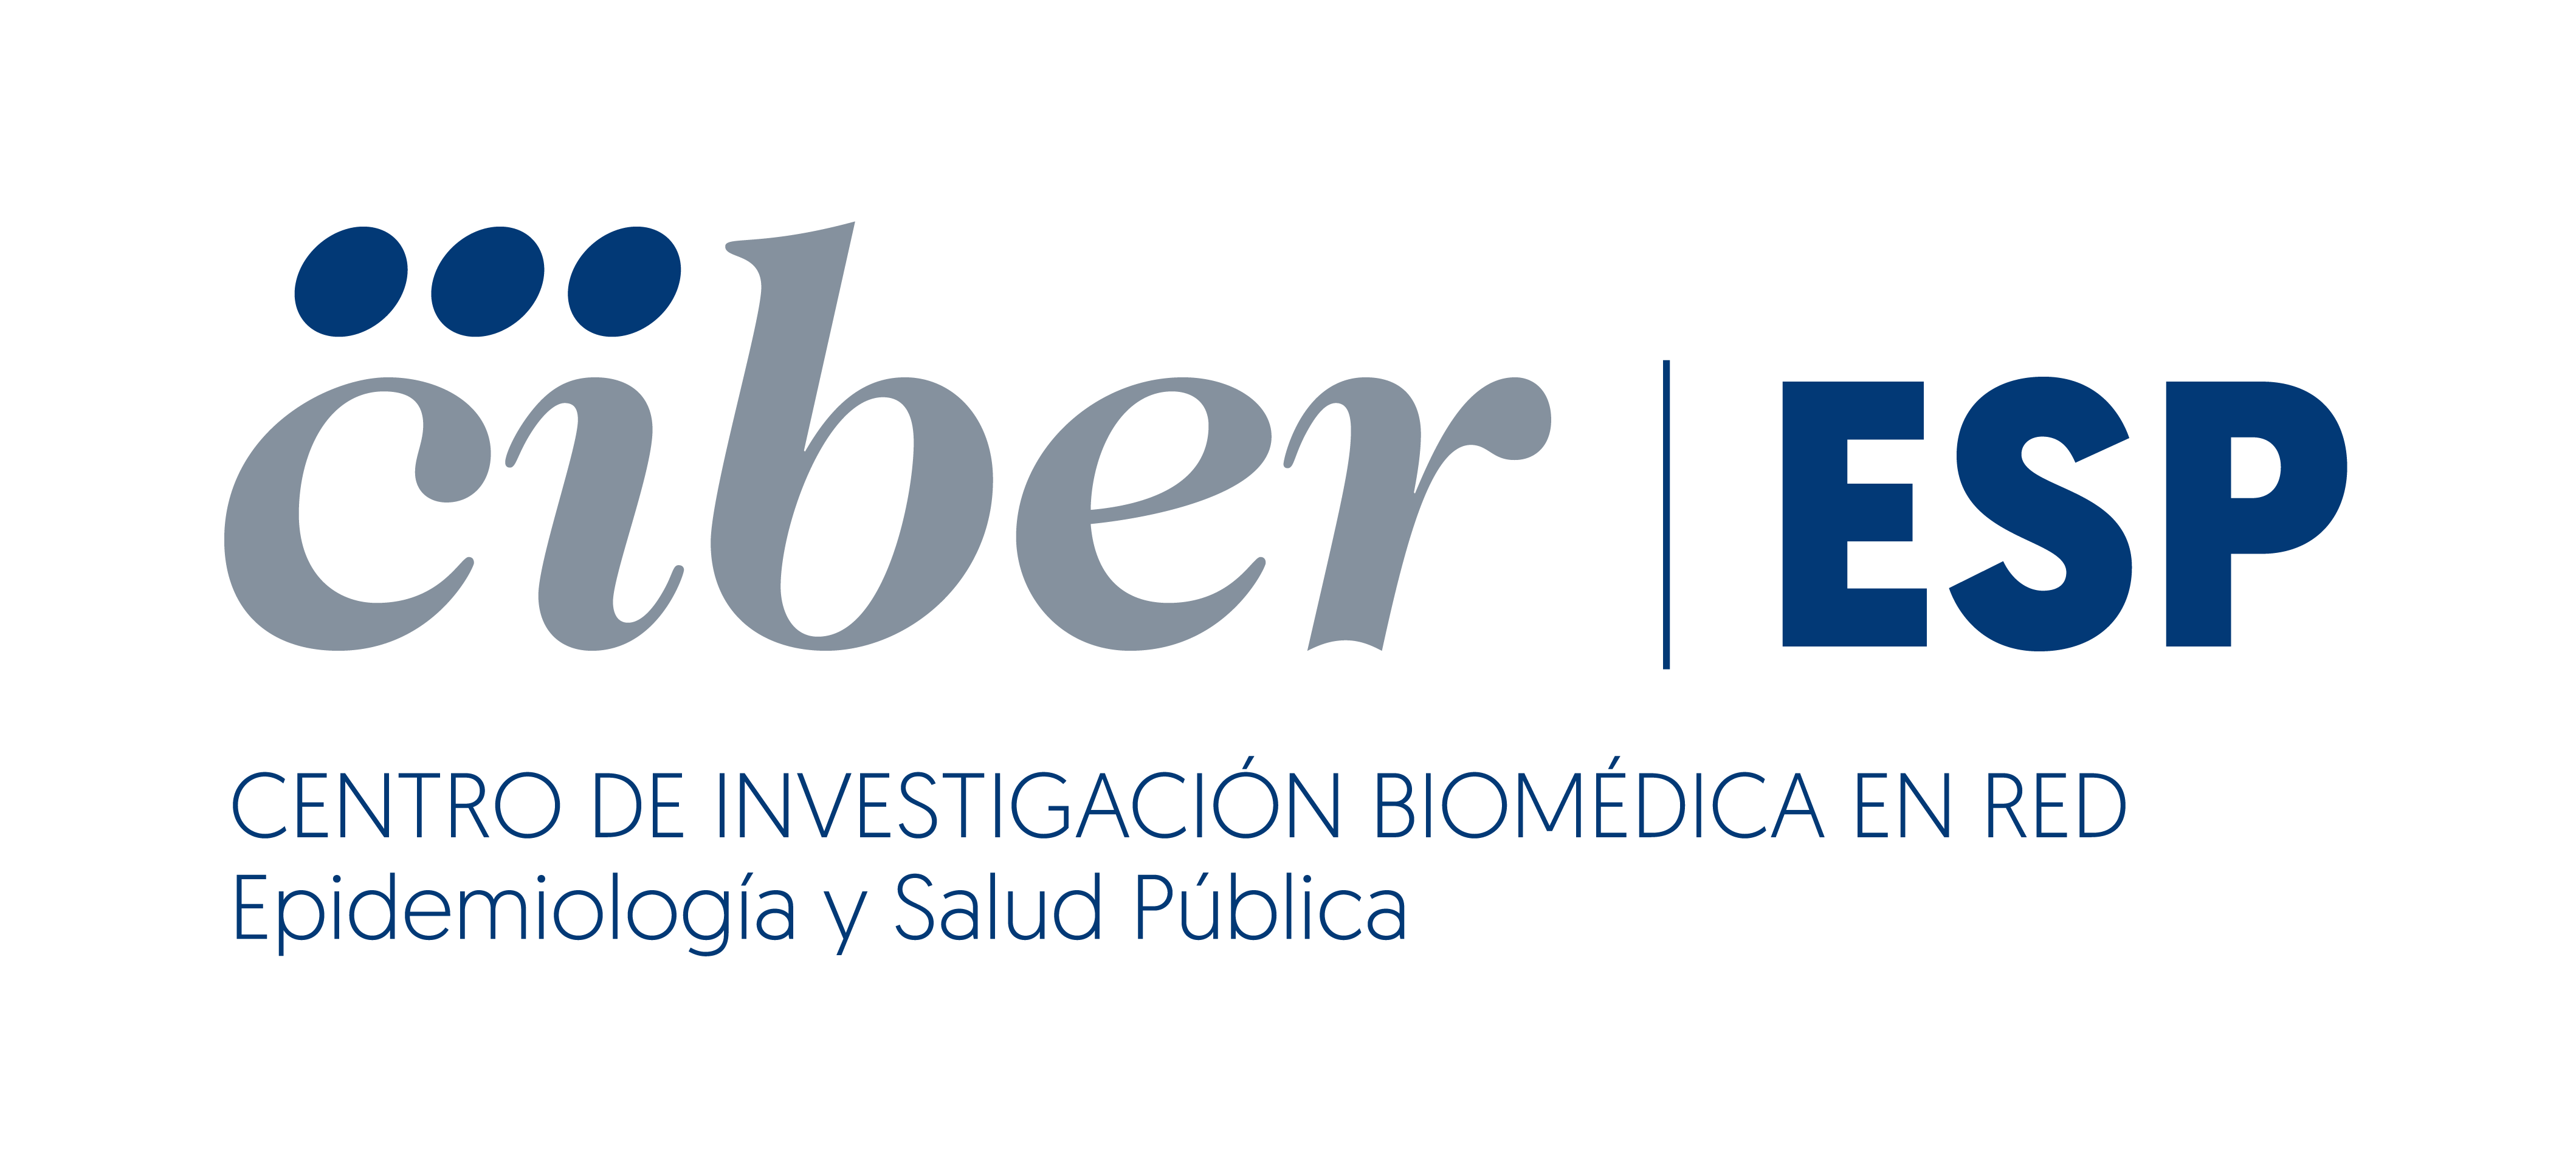 ciber | ESP
CENTRO DE INVESTIGACIÓN BIOMÉDICA EN RED
Epidemiología y Salud Pública